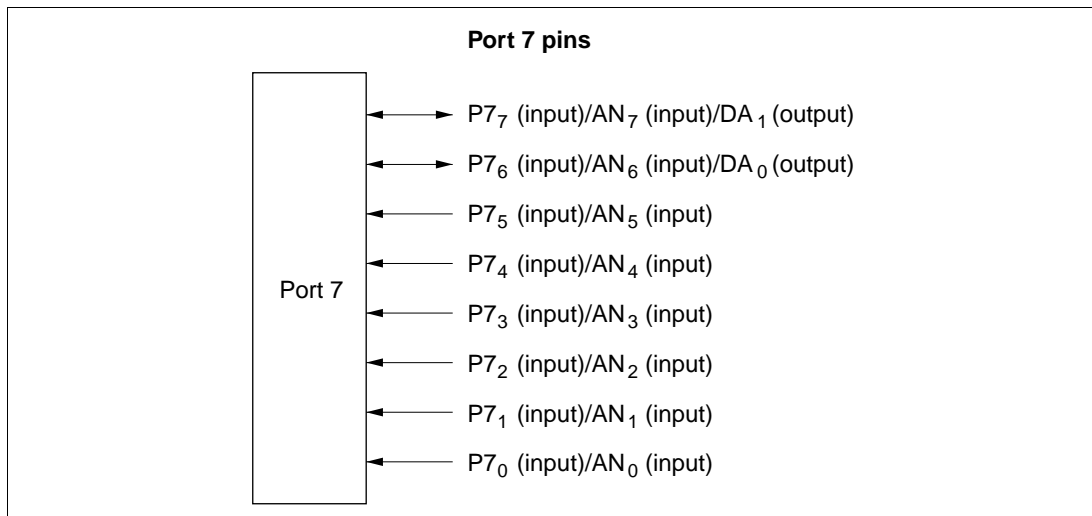 Port 7 pins
P7₇ (input)/AN₇ (input)/DA₁ (output)
P7₆ (input)/AN₆ (input)/DA₀ (output)
P7₅ (input)/AN₅ (input)
P7₄ (input)/AN₄ (input)
Port 7
P7₃ (input)/AN₃ (input)
P7₂ (input)/AN₂ (input)
P7₁ (input)/AN₁ (input)
P7₀ (input)/AN₀ (input)